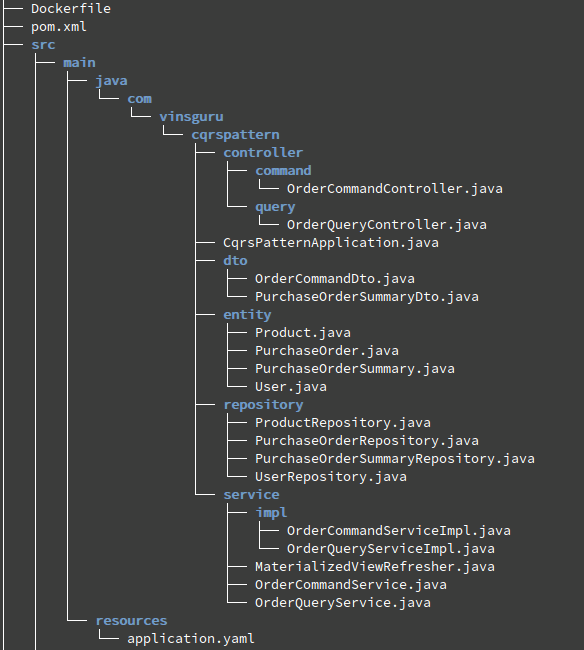 Dockerfile
pom.xml
src
main
java
com
vinsguru
cqrspattern
controller
command
OrderCommandController.java
query
OrderQueryController.java
CqrsPatternApplication.java
dto
OrderCommandDto.java
PurchaseOrderSummaryDto.java
entity
Product.java
PurchaseOrder.java
PurchaseOrderSummary.java
User.java
repository
ProductRepository.java
PurchaseOrderRepository.java
PurchaseOrderSummaryRepository.java
UserRepository.java
service
impl
OrderCommandServiceImpl.java
OrderQueryServiceImpl.java
MaterializedViewRefresher.java
OrderCommandService.java
OrderQueryService.java
resources
application.yaml